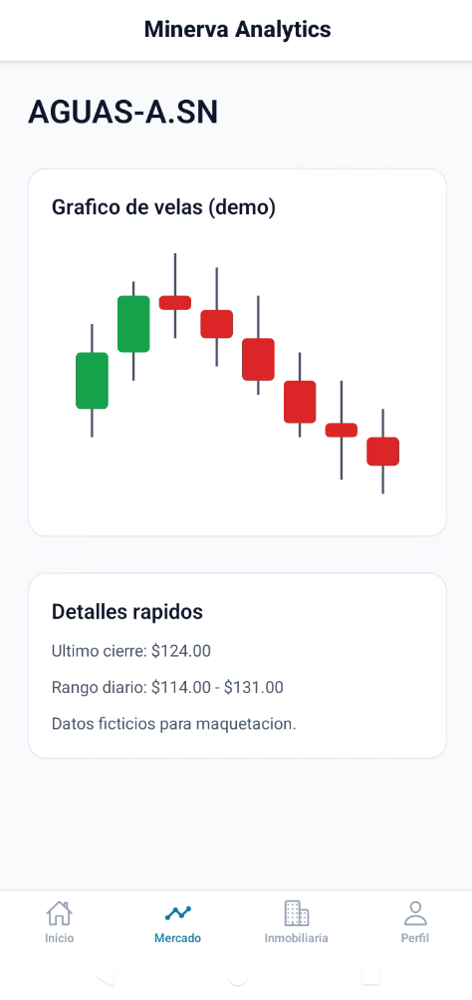 Minerva Analytics
AGUAS-A.SN
Grafico de velas (demo)
Detalles rapidos
Ultimo cierre: $124.00
Rango diario: $114.00 - $131.00
Datos ficticios para maquetacion.
Inicio
Mercado
Inmobiliaria
Perfil